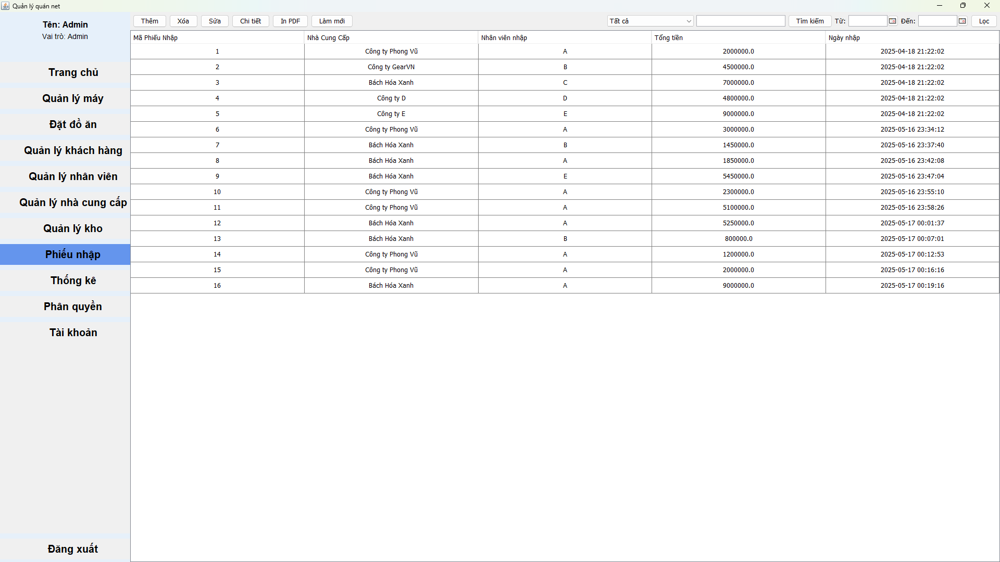 Quản lý quán net
Tên: Admin
Vai trò: Admin
Trang chủ
Quản lý máy
Đặt đồ ăn
Quản lý khách hàng
Quản lý nhân viên
Quản lý nhà cung cấp
Quản lý kho
Phiếu nhập
Thống kê
Phân quyền
Tài khoản
Đăng xuất
Thêm Xóa Sửa Chi tiết In PDF Làm mới Tất cả Tìm kiếm Từ: Đến: Lọc
Mã Phiếu Nhập Nhà Cung Cấp Nhân viên nhập Tổng tiền Ngày nhập
1 Công ty Phong Vũ A 2000000.0 2025-04-18 21:22:02
2 Công ty GearVN B 4500000.0 2025-04-18 21:22:02
3 Bách Hóa Xanh C 7000000.0 2025-04-18 21:22:02
4 Công ty D D 4800000.0 2025-04-18 21:22:02
5 Công ty E E 9000000.0 2025-04-18 21:22:02
6 Công ty Phong Vũ A 3000000.0 2025-05-16 23:34:12
7 Bách Hóa Xanh B 1450000.0 2025-05-16 23:37:40
8 Bách Hóa Xanh A 1850000.0 2025-05-16 23:42:08
9 Bách Hóa Xanh E 5450000.0 2025-05-16 23:47:04
10 Công ty Phong Vũ A 2300000.0 2025-05-16 23:55:10
11 Công ty Phong Vũ A 5100000.0 2025-05-16 23:58:26
12 Bách Hóa Xanh A 5250000.0 2025-05-17 00:01:37
13 Bách Hóa Xanh B 800000.0 2025-05-17 00:07:01
14 Công ty Phong Vũ A 1200000.0 2025-05-17 00:12:53
15 Công ty Phong Vũ A 2000000.0 2025-05-17 00:16:16
16 Bách Hóa Xanh A 9000000.0 2025-05-17 00:19:16